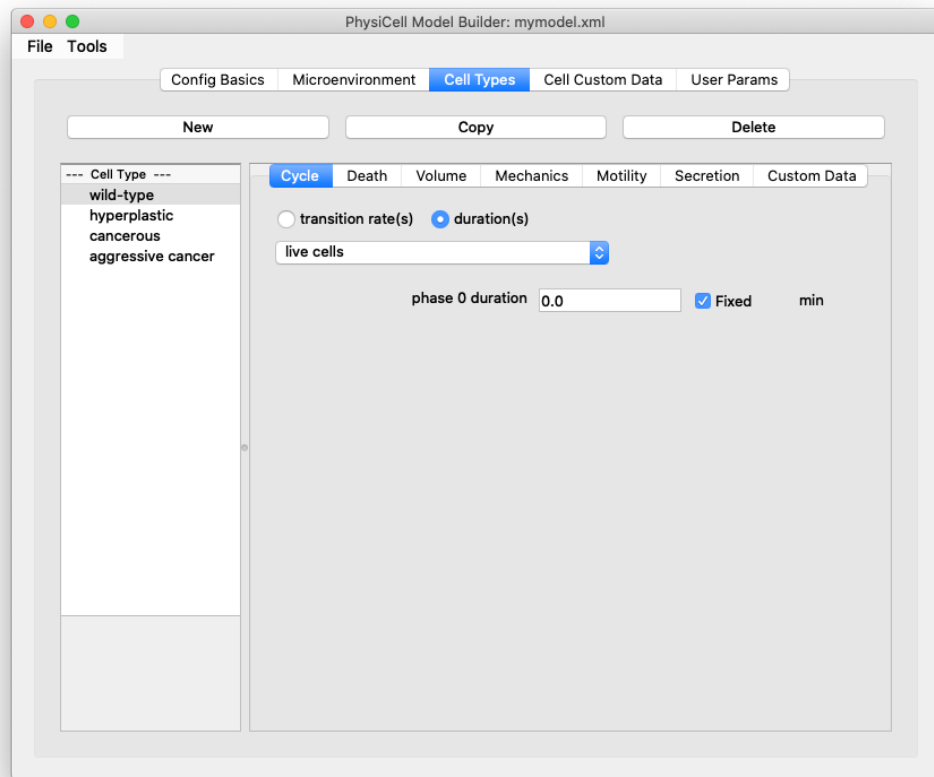 PhysiCell Model Builder: mymodel.xml
File Tools
Config Basics Microenvironment Cell Types Cell Custom Data User Params
New Copy Delete
--- Cell Type ---
wild-type
hyperplastic
cancerous
aggressive cancer
Cycle Death Volume Mechanics Motility Secretion Custom Data
transition rate(s) duration(s)
live cells
phase 0 duration 0.0 Fixed min